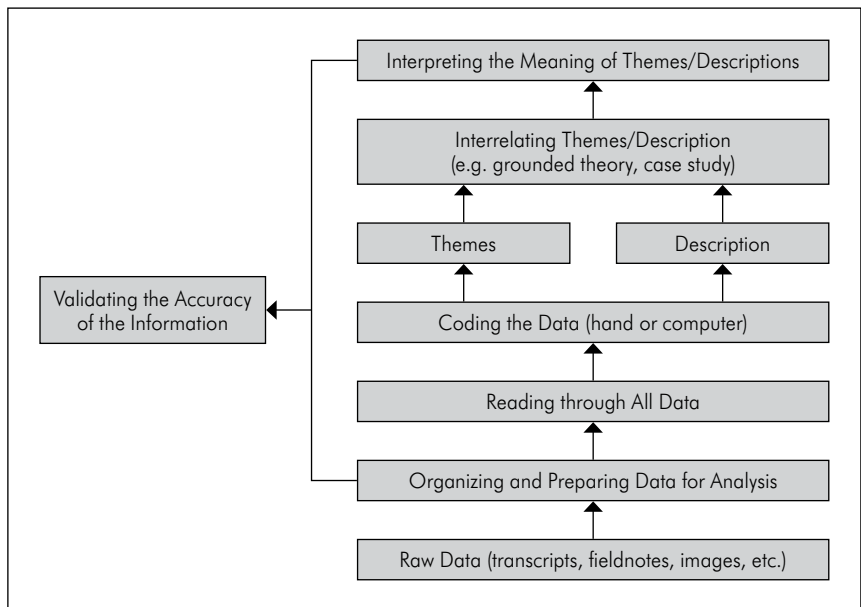 Interpreting the Meaning of Themes/Descriptions
Interrelating Themes/Description
(e.g. grounded theory, case study)
Themes
Description
Validating the Accuracy
of the Information
Coding the Data (hand or computer)
Reading through All Data
Organizing and Preparing Data for Analysis
Raw Data (transcripts, fieldnotes, images, etc.)